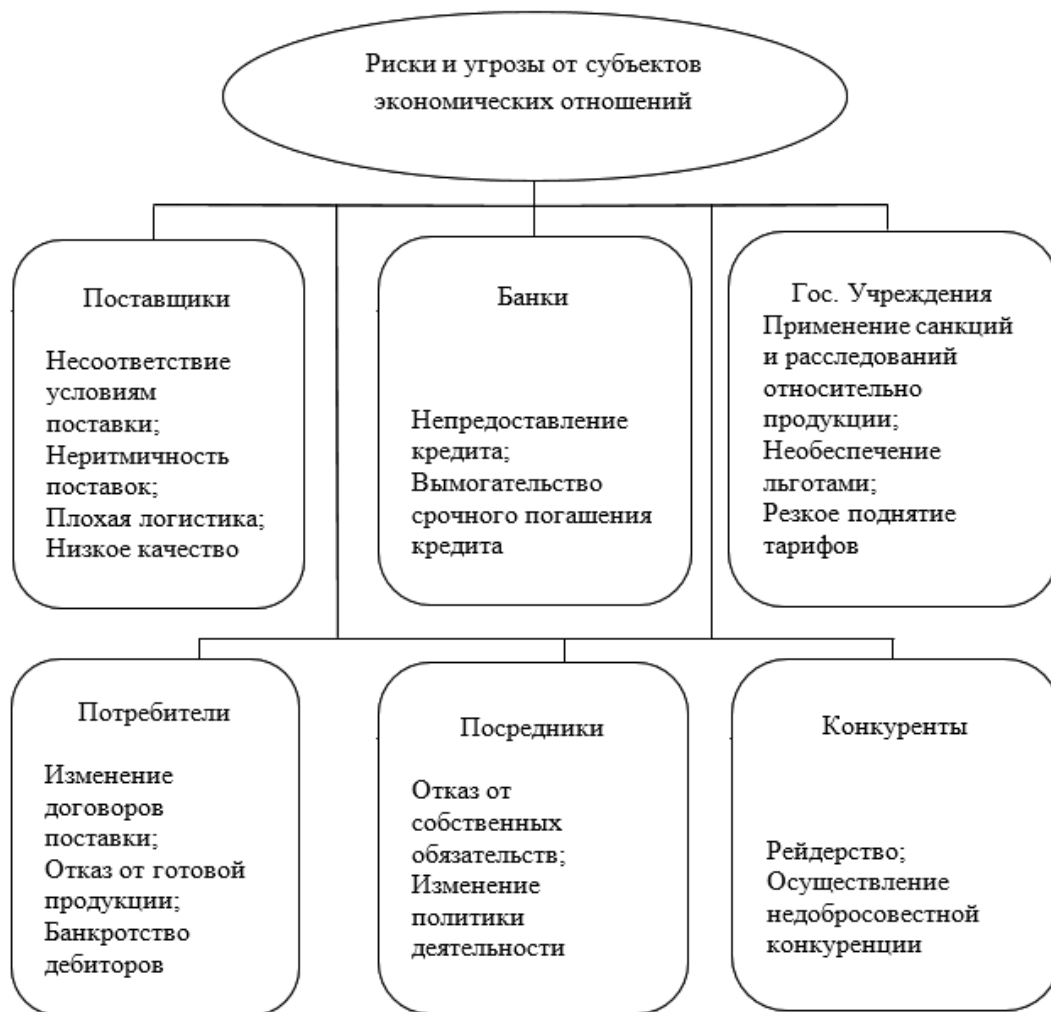 Риски и угрозы от субъектов
экономических отношений
Поставщики
Несоответствие
условиям
поставки;
Неритмичность
поставок;
Плохая логистика;
Низкое качество
Банки
Непредоставление
кредита;
Вымогательство
срочного погашения
кредита
Гос. Учреждения
Применение санкций
и расследований
относительно
продукции;
Необеспечение
льготами;
Резкое поднятие
тарифов
Потребители
Изменение
договоров
поставки;
Отказ от готовой
продукции;
Банкротство
дебиторов
Посредники
Отказ от
собственных
обязательств;
Изменение
политики
деятельности
Конкуренты
Рейдерство;
Осуществление
недобросовестной
конкуренции